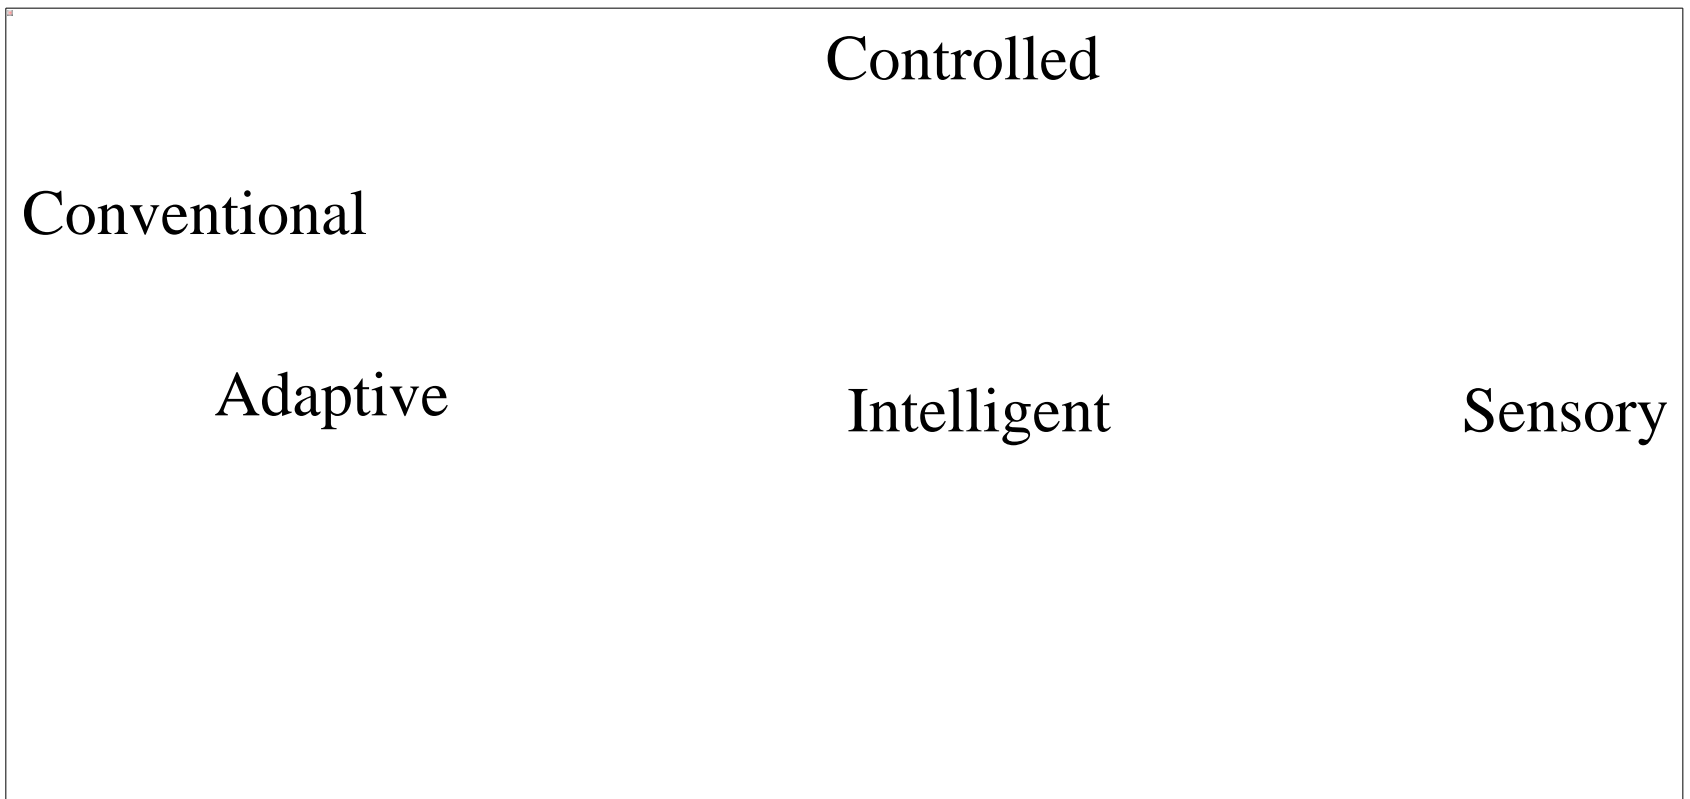 Controlled
Conventional
Adaptive
Intelligent
Sensory